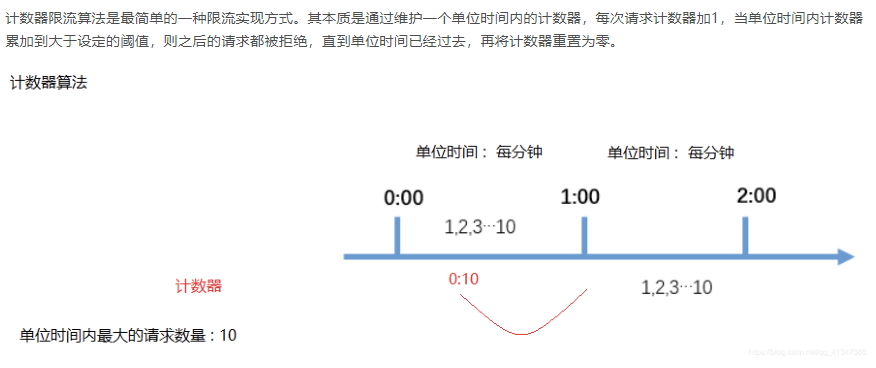 计数器限流算法是最简单的一种限流实现方式。其本质是通过维护一个单位时间内的计数器，每次请求计数器加1，当单位时间内计数器
累加到大于设定的阈值，则之后的请求都被拒绝，直到单位时间已经过去，再将计数器重置为零。
计数器算法
单位时间：每分钟 单位时间：每分钟
0:00 1:00 2:00
1,2,3···10
计数器 0:10 1,2,3···10
单位时间内最大的请求数量：10